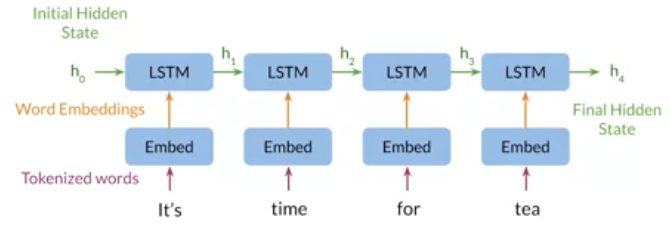 Initial Hidden
State
h₀ LSTM h₁ LSTM h₂ LSTM h₃ LSTM h₄
Word Embeddings
Final Hidden
State
Embed Embed Embed Embed
Tokenized words
It's time for tea